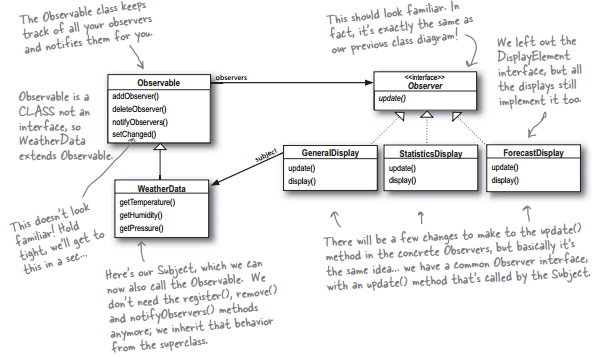 The Observable class keeps
track of all your observers
and notifies them for you.
This should look familiar. In
fact, it's exactly the same as
our previous class diagram!
We left out the
DisplayElement
interface, but all
the displays still
implement it too.
Observable is a
CLASS not an
interface, so
WeatherData
extends Observable.
Observable
addObserver()
deleteObserver()
notifyObservers()
setChanged()
observers
<<interface>>
Observer
update()
subject
GeneralDisplay
update()
display()
StatisticsDisplay
update()
display()
ForecastDisplay
update()
display()
WeatherData
getTemperature()
getHumidity()
getPressure()
This doesn't look
familiar! Hold
tight, we'll get to
this in a sec...
Here's our Subject, which we can
now also call the Observable. We
don't need the register(), remove()
and notifyObservers() methods
anymore; we inherit that behavior
from the superclass.
There will be a few changes to make to the update()
method in the concrete Observers, but basically it's
the same idea... we have a common Observer interface,
with an update() method that's called by the Subject.